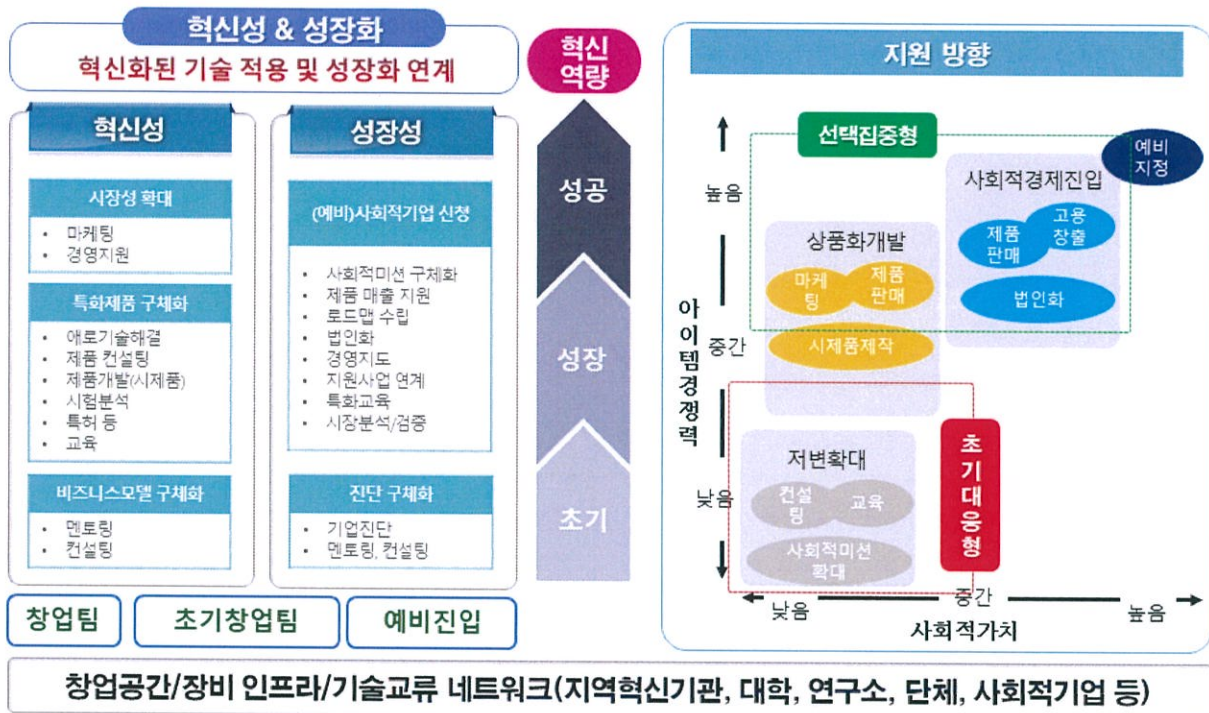 혁신성 & 성장화
혁신화된 기술 적용 및 성장화 연계
혁신성
시장성 확대
• 마케팅
• 경영지원
특화제품 구체화
• 애로기술해결
• 제품 컨설팅
• 제품개발(시제품)
• 시험분석
• 특허 등
• 교육
비즈니스모델 구체화
• 멘토링
• 컨설팅
성장성
(예비)사회적기업 신청
• 사회적미션 구체화
• 제품 매출 지원
• 로드맵 수립
• 법인화
• 경영지도
• 지원사업 연계
• 특화교육
• 시장분석/검증
진단 구체화
• 기업진단
• 멘토링, 컨설팅
혁신
역량
성공
성장
초기
창업팀
초기창업팀
예비진입
지원 방향
선택집중형
예비
지정
사회적경제진입
제품
판매
고용
창출
법인화
상품화개발
마케
팅
제품
판매
시제품제작
저변확대
컨설
팅
교육
사회적미션
확대
초기대응형
아이템경쟁력
높음
중간
낮음
낮음
중간
높음
사회적가치
창업공간/장비 인프라/기술교류 네트워크(지역혁신기관, 대학, 연구소, 단체, 사회적기업 등)